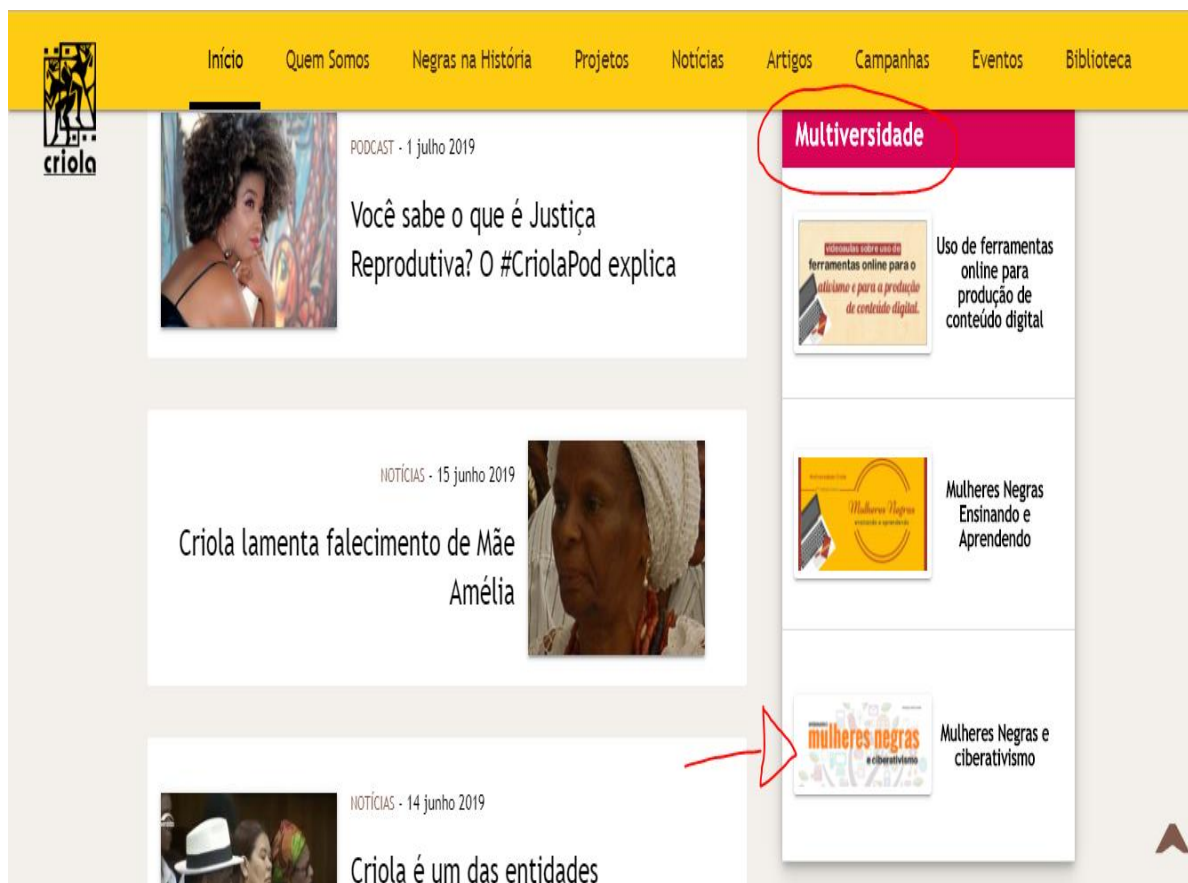 criola
Início
Quem Somos
Negras na História
Projetos
Notícias
Artigos
Campanhas
Eventos
Biblioteca
PODCAST - 1 julho 2019
Você sabe o que é Justiça
Reprodutiva? O #CriolaPod explica
NOTÍCIAS - 15 junho 2019
Criola lamenta falecimento de Mãe
Amélia
NOTÍCIAS - 14 junho 2019
Criola é um das entidades
Multiversidade
videoaulas sobre uso de
ferramentas online para o
ativismo e para a produção
de conteúdo digital.
Uso de ferramentas
online para
produção de
conteúdo digital
Mulheres Negras
ensinando e aprendendo
Mulheres Negras
Ensinando e
Aprendendo
mulheres negras
e ciberativismo
Mulheres Negras e
ciberativismo